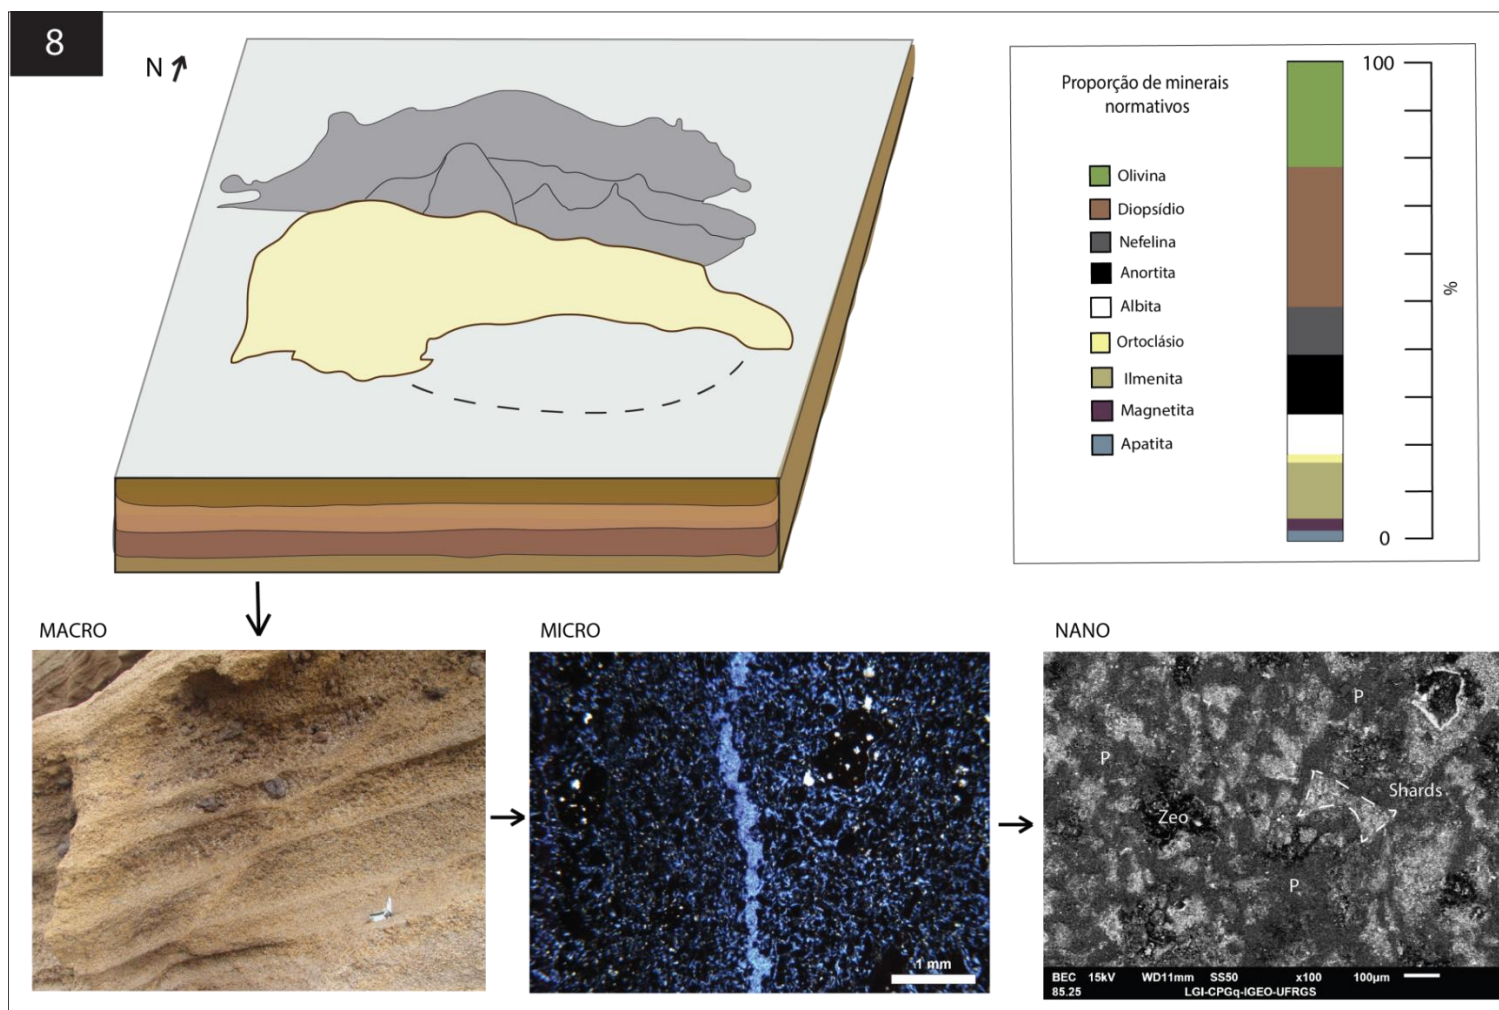 8
N
Proporção de minerais
normativos
Olivina
Diopsídio
Nefelina
Anortita
Albita
Ortoclásio
Ilmenita
Magnetita
Apatita
100
%
0
MACRO
MICRO
NANO
1 mm
P
P
Shards
Zeo
P
BEC 15kV WD11mm SS50 x100 100µm
85.25 LGI-CPGq-IGEO-UFRGS